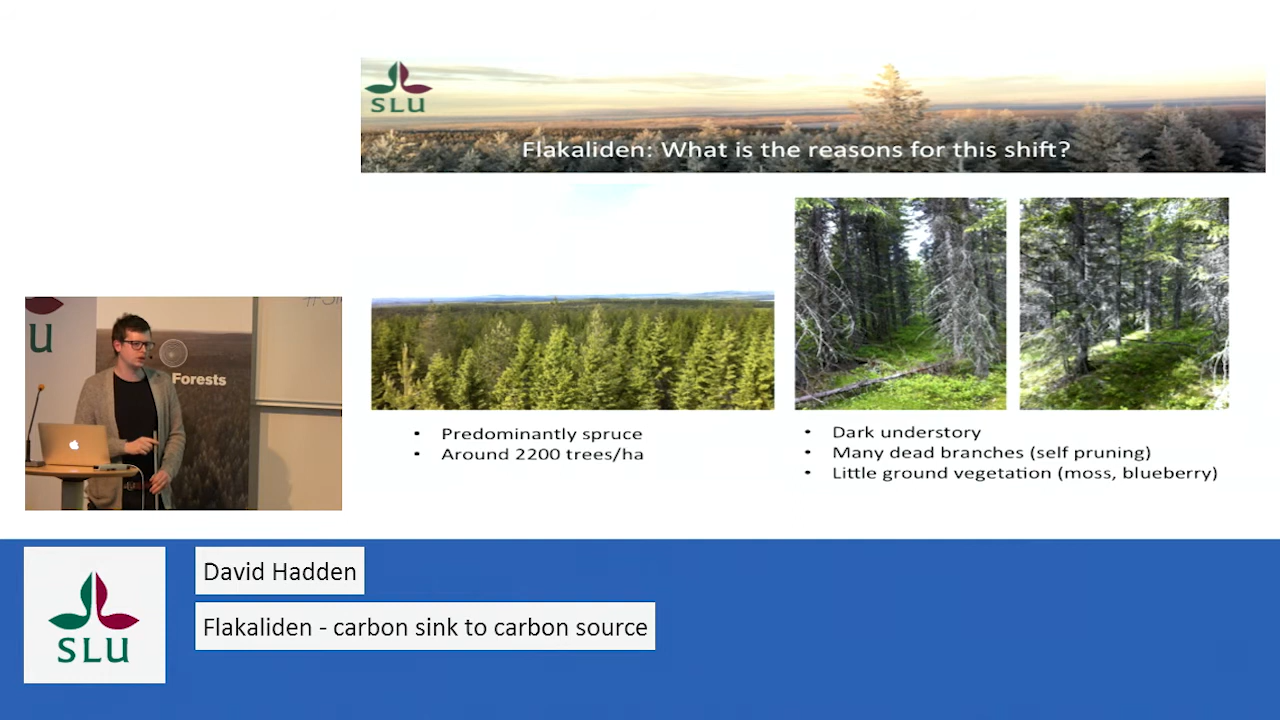 SLU
Flakaliden: What is the reasons for this shift?
• Predominantly spruce
• Around 2200 trees/ha
• Dark understory
• Many dead branches (self pruning)
• Little ground vegetation (moss, blueberry)
U
Forests
SLU
David Hadden
Flakaliden - carbon sink to carbon source